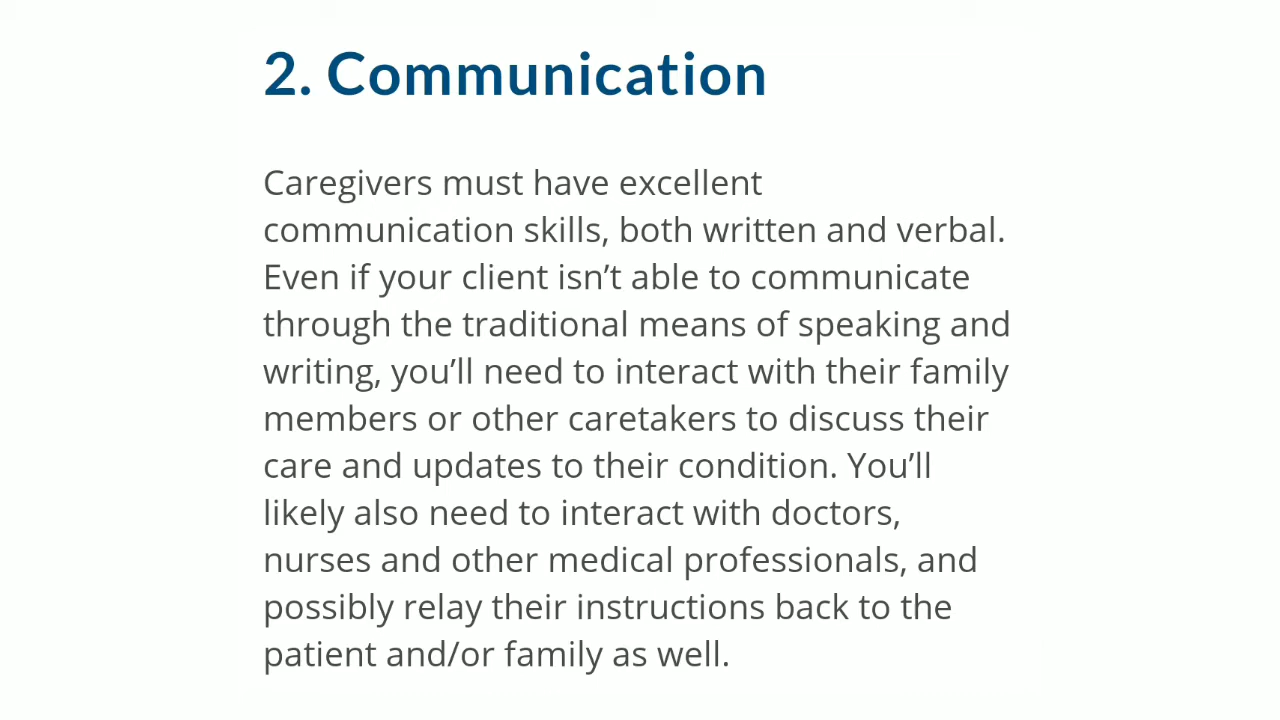 2. Communication
Caregivers must have excellent
communication skills, both written and verbal.
Even if your client isn’t able to communicate
through the traditional means of speaking and
writing, you’ll need to interact with their family
members or other caretakers to discuss their
care and updates to their condition. You’ll
likely also need to interact with doctors,
nurses and other medical professionals, and
possibly relay their instructions back to the
patient and/or family as well.